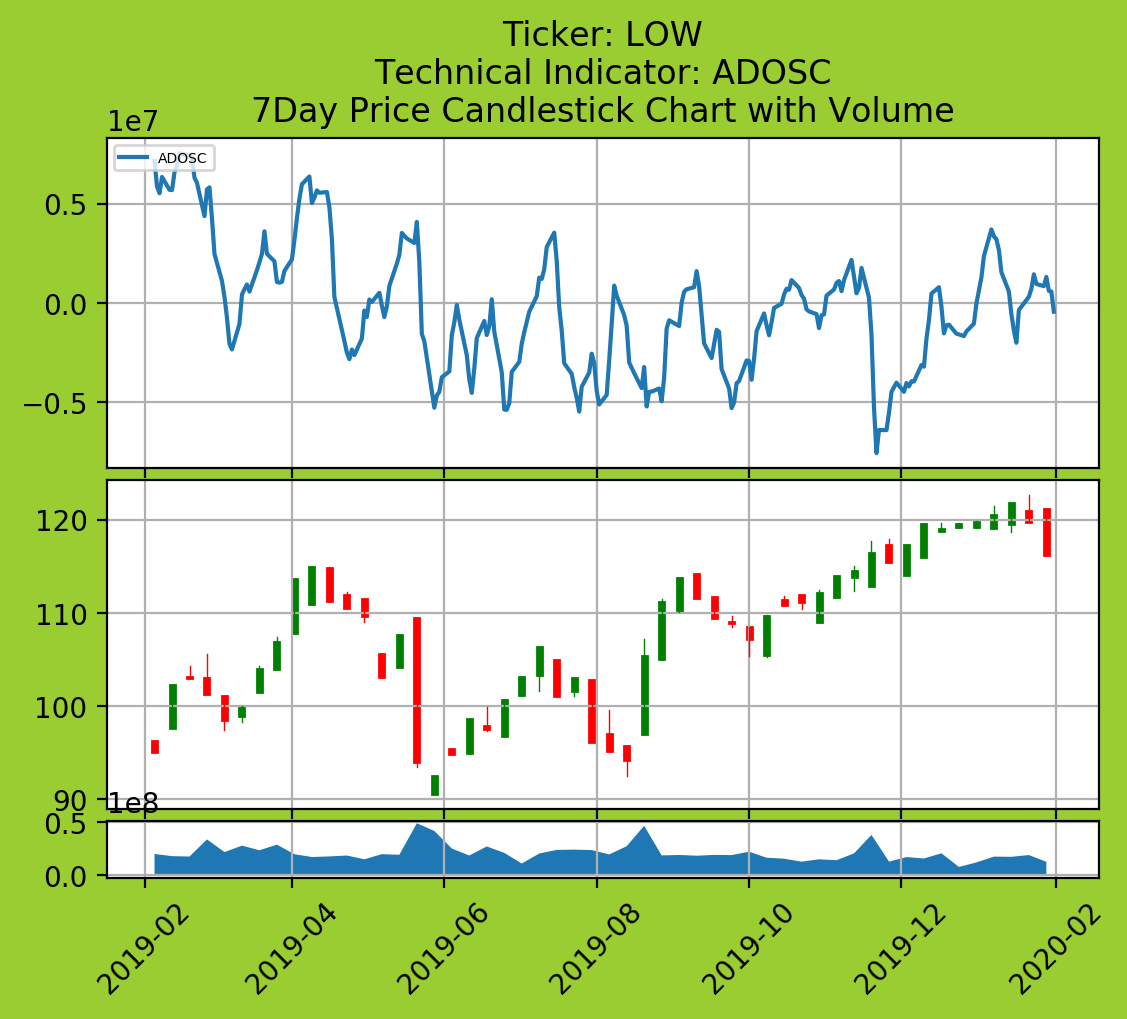 Ticker: LOW
Technical Indicator: ADOSC
7Day Price Candlestick Chart with Volume
1e7
ADOSC
0.5
0.0
−0.5
120
110
100
90
1e8
0.5
0.0
2019-02
2019-04
2019-06
2019-08
2019-10
2019-12
2020-02